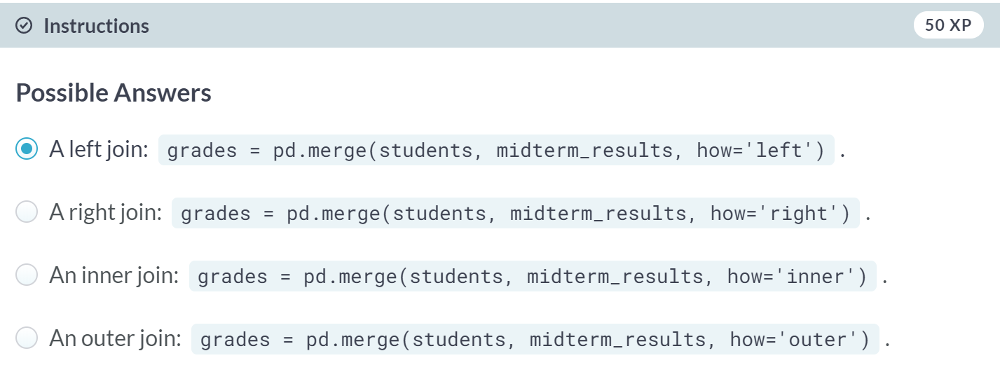 Instructions
50 XP
Possible Answers
A left join: grades = pd.merge(students, midterm_results, how='left') .
A right join: grades = pd.merge(students, midterm_results, how='right') .
An inner join: grades = pd.merge(students, midterm_results, how='inner') .
An outer join: grades = pd.merge(students, midterm_results, how='outer') .